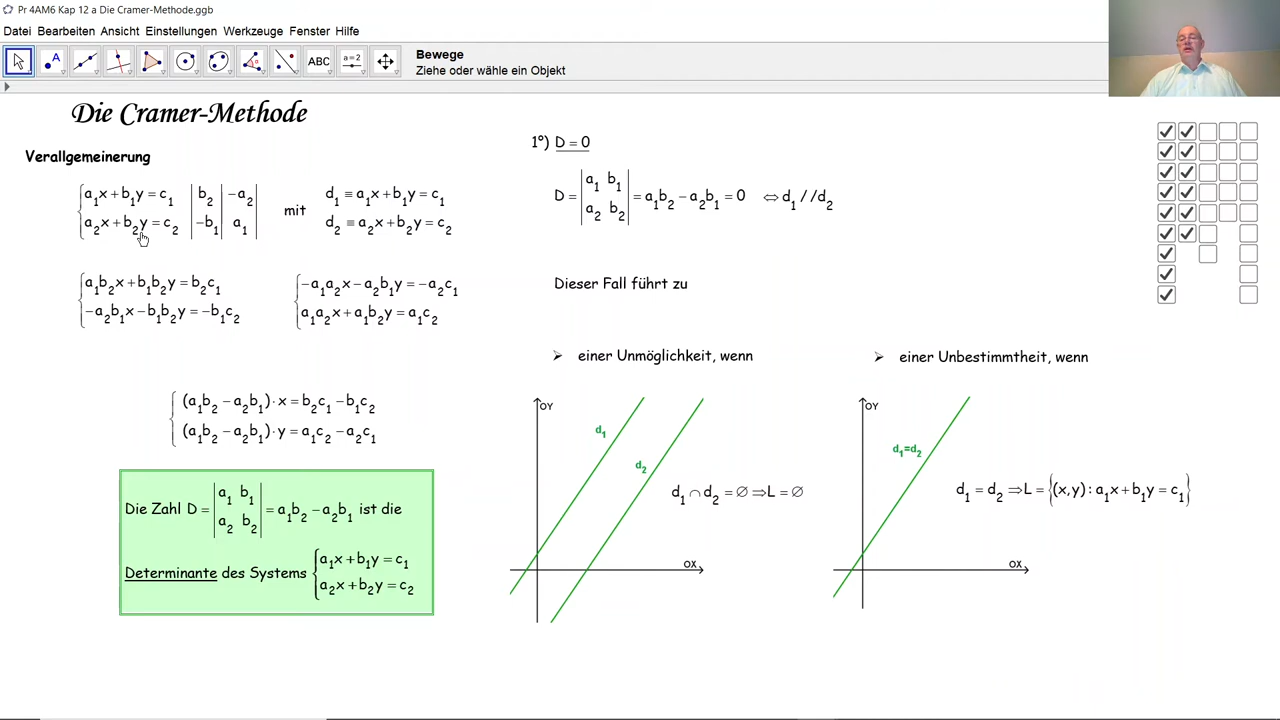 Pr 4AM6 Kap 12 a Die Cramer-Methode.ggb
Datei Bearbeiten Ansicht Einstellungen Werkzeuge Fenster Hilfe
A
ABC
a=2
Bewege
Ziehe oder wähle ein Objekt
Die Cramer-Methode
Verallgemeinerung
{a₁x+b₁y=c₁ | b₂ | −a₂ |
{a₂x+b₂y=c₂ | −b₁ | a₁ |
mit
d₁ ≡ a₁x+b₁y=c₁
d₂ ≡ a₂x+b₂y=c₂
{a₁b₂x+b₁b₂y=b₂c₁
{−a₂b₁x−b₁b₂y=−b₁c₂
{−a₁a₂x−a₂b₁y=−a₂c₁
{a₁a₂x+a₁b₂y=a₁c₂
{(a₁b₂−a₂b₁)·x=b₂c₁−b₁c₂
{(a₁b₂−a₂b₁)·y=a₁c₂−a₂c₁
Die Zahl D=|a₁ b₁; a₂ b₂|=a₁b₂−a₂b₁ ist die
Determinante des Systems {a₁x+b₁y=c₁
{a₂x+b₂y=c₂
1°) D=0
D=|a₁ b₁; a₂ b₂|=a₁b₂−a₂b₁=0 ⇔d₁//d₂
Dieser Fall führt zu
➢ einer Unmöglichkeit, wenn
OY
d₁
d₂
d₁∩d₂=∅⇒L=∅
OX
➢ einer Unbestimmtheit, wenn
OY
d₁=d₂
d₁=d₂⇒L={(x,y):a₁x+b₁y=c₁}
OX